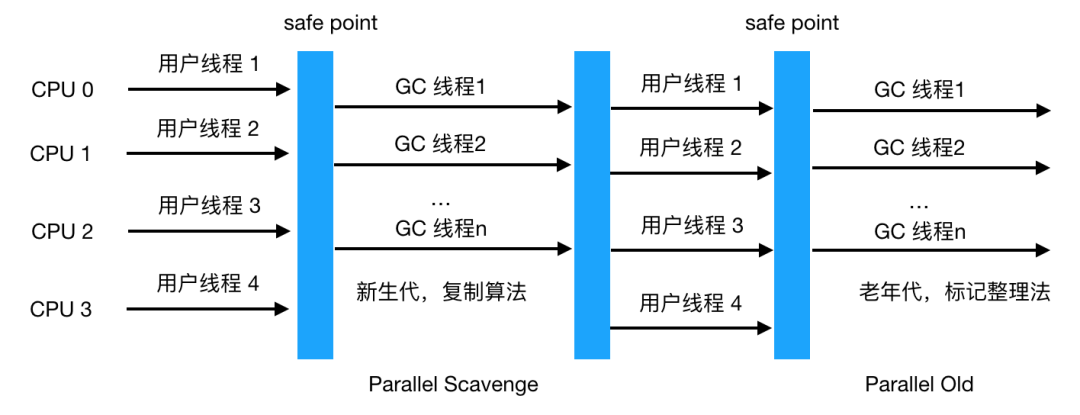 safe point
safe point
CPU 0
用户线程 1
GC 线程1
用户线程 1
GC 线程1
CPU 1
用户线程 2
GC 线程2
用户线程 2
GC 线程2
...
...
CPU 2
用户线程 3
GC 线程n
用户线程 3
GC 线程n
CPU 3
用户线程 4
新生代，复制算法
用户线程 4
老年代，标记整理法
Parallel Scavenge
Parallel Old